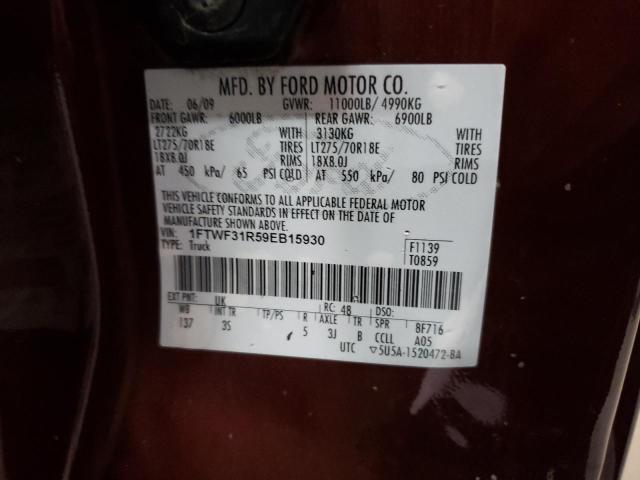 MFD. BY FORD MOTOR CO.
DATE: 06/09 GVWR: 11000LB/ 4990KG
FRONT GAWR: 6000LB REAR GAWR: 6900LB
2722KG WITH 3130KG WITH
LT275/70R18E TIRES LT275/70R18E TIRES
18X8.0J RIMS 18X8.0J RIMS
AT 450 kPa/ 65 PSI COLD AT 550 kPa/ 80 PSI COLD
THIS VEHICLE CONFORMS TO ALL APPLICABLE FEDERAL MOTOR
VEHICLE SAFETY STANDARDS IN EFFECT ON THE DATE OF
MANUFACTURE SHOWN ABOVE.
VIN: 1FTWF31R59EB15930 F1139
TYPE: Truck T0859
EXT PNT: UK RC: 48 DSO:
WB INT TR TP/PS R AXLE TR SPR 8F716
137 3S 5 3J B CCLL A05
UTC ▽5U5A-1520472-BA